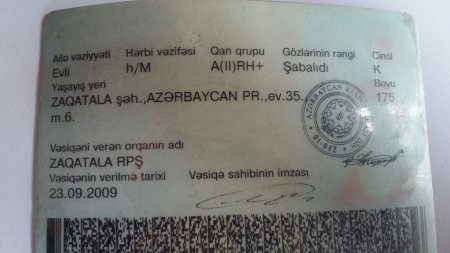 Ailə vəziyyəti Hərbi vəzifəsi Qan qrupu Gözlərinin rəngi Cinsi
Evli h/M A(II)RH+ Şabalıdı K
Yaşayış yeri Boyu
ZAQATALA şəh.,AZƏRBAYCAN PR.,ev.35., 175
m.6.
Vəsiqəni verən orqanın adı
ZAQATALA RPŞ
Vəsiqənin verilmə tarixi Vəsiqə sahibinin imzası
23.09.2009